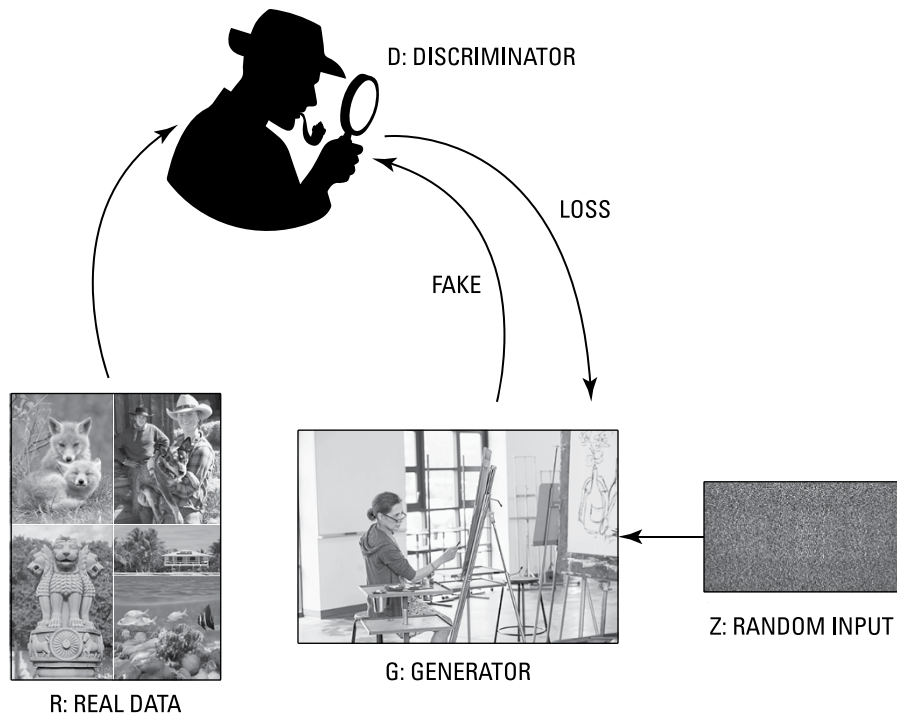 D: DISCRIMINATOR
LOSS
FAKE
Z: RANDOM INPUT
G: GENERATOR
R: REAL DATA